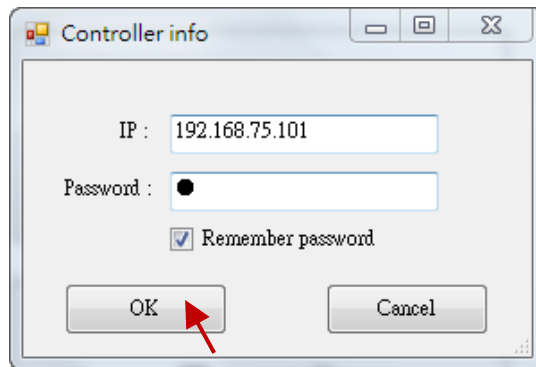 Controller info
IP : 192.168.75.101
Password : ●
Remember password
OK Cancel